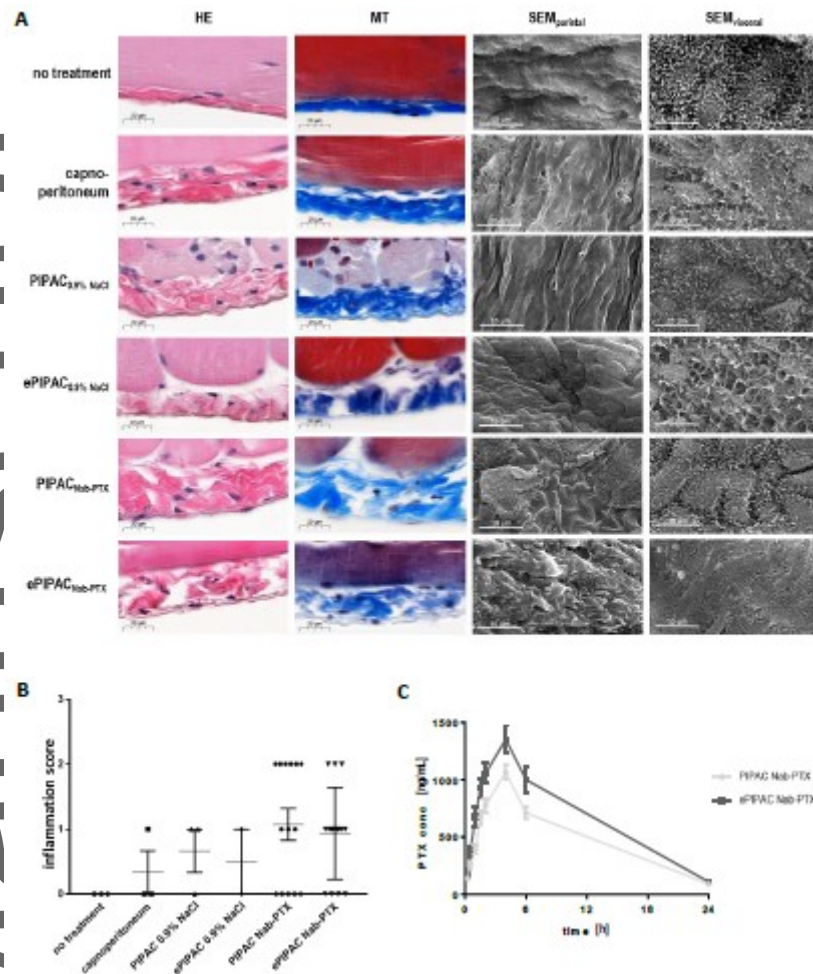 A
HE MT SEMparietal SEMvisceral
no treatment
capno-
peritoneum
PIPAC0.9% NaCl
ePIPAC0.9% NaCl
PIPACNab-PTX
ePIPACNab-PTX
B
inflammation score
3
2
1
0
no treatment
capnoperitoneum
PIPAC 0.9% NaCl
ePIPAC 0.9% NaCl
PIPAC Nab-PTX
ePIPAC Nab-PTX
C
PTX conc [ng/mL]
1500
1000
500
0
0 6 12 18 24
time [h]
PIPAC Nab-PTX
ePIPAC Nab-PTX